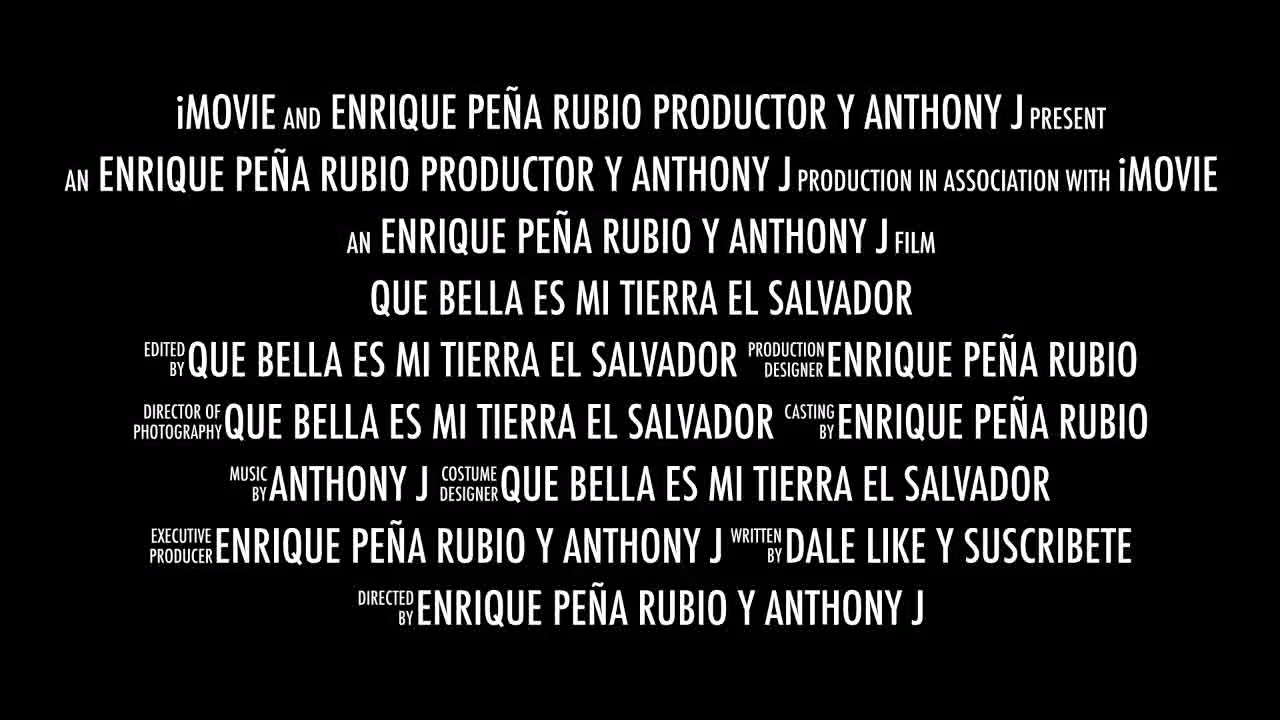 iMOVIE AND ENRIQUE PEÑA RUBIO PRODUCTOR Y ANTHONY J PRESENT
AN ENRIQUE PEÑA RUBIO PRODUCTOR Y ANTHONY J PRODUCTION IN ASSOCIATION WITH iMOVIE
AN ENRIQUE PEÑA RUBIO Y ANTHONY J FILM
QUE BELLA ES MI TIERRA EL SALVADOR
EDITED BY QUE BELLA ES MI TIERRA EL SALVADOR PRODUCTION DESIGNER ENRIQUE PEÑA RUBIO
DIRECTOR OF PHOTOGRAPHY QUE BELLA ES MI TIERRA EL SALVADOR CASTING BY ENRIQUE PEÑA RUBIO
MUSIC BY ANTHONY J COSTUME DESIGNER QUE BELLA ES MI TIERRA EL SALVADOR
EXECUTIVE PRODUCER ENRIQUE PEÑA RUBIO Y ANTHONY J WRITTEN BY DALE LIKE Y SUSCRIBETE
DIRECTED BY ENRIQUE PEÑA RUBIO Y ANTHONY J